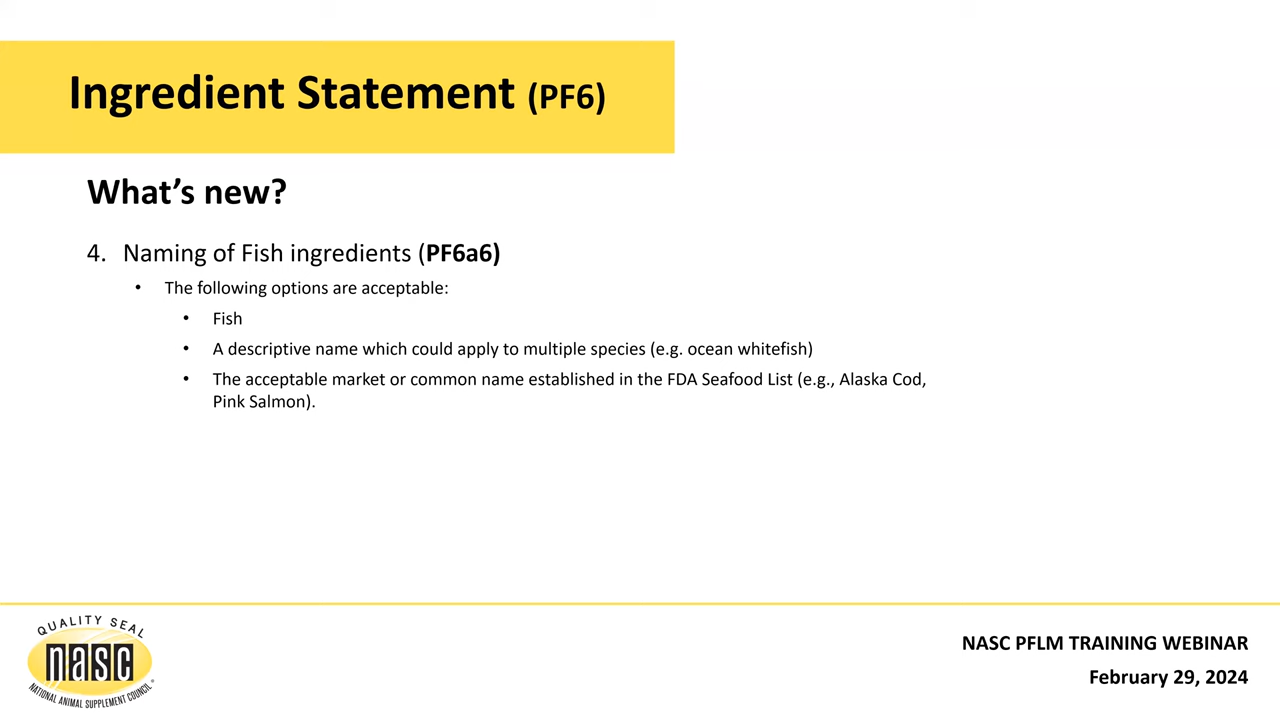 Ingredient Statement (PF6)
What’s new?
4. Naming of Fish ingredients (PF6a6)
• The following options are acceptable:
• Fish
• A descriptive name which could apply to multiple species (e.g. ocean whitefish)
• The acceptable market or common name established in the FDA Seafood List (e.g., Alaska Cod,
Pink Salmon).
QUALITY SEAL
nasc
NATIONAL ANIMAL SUPPLEMENT COUNCIL
NASC PFLM TRAINING WEBINAR
February 29, 2024